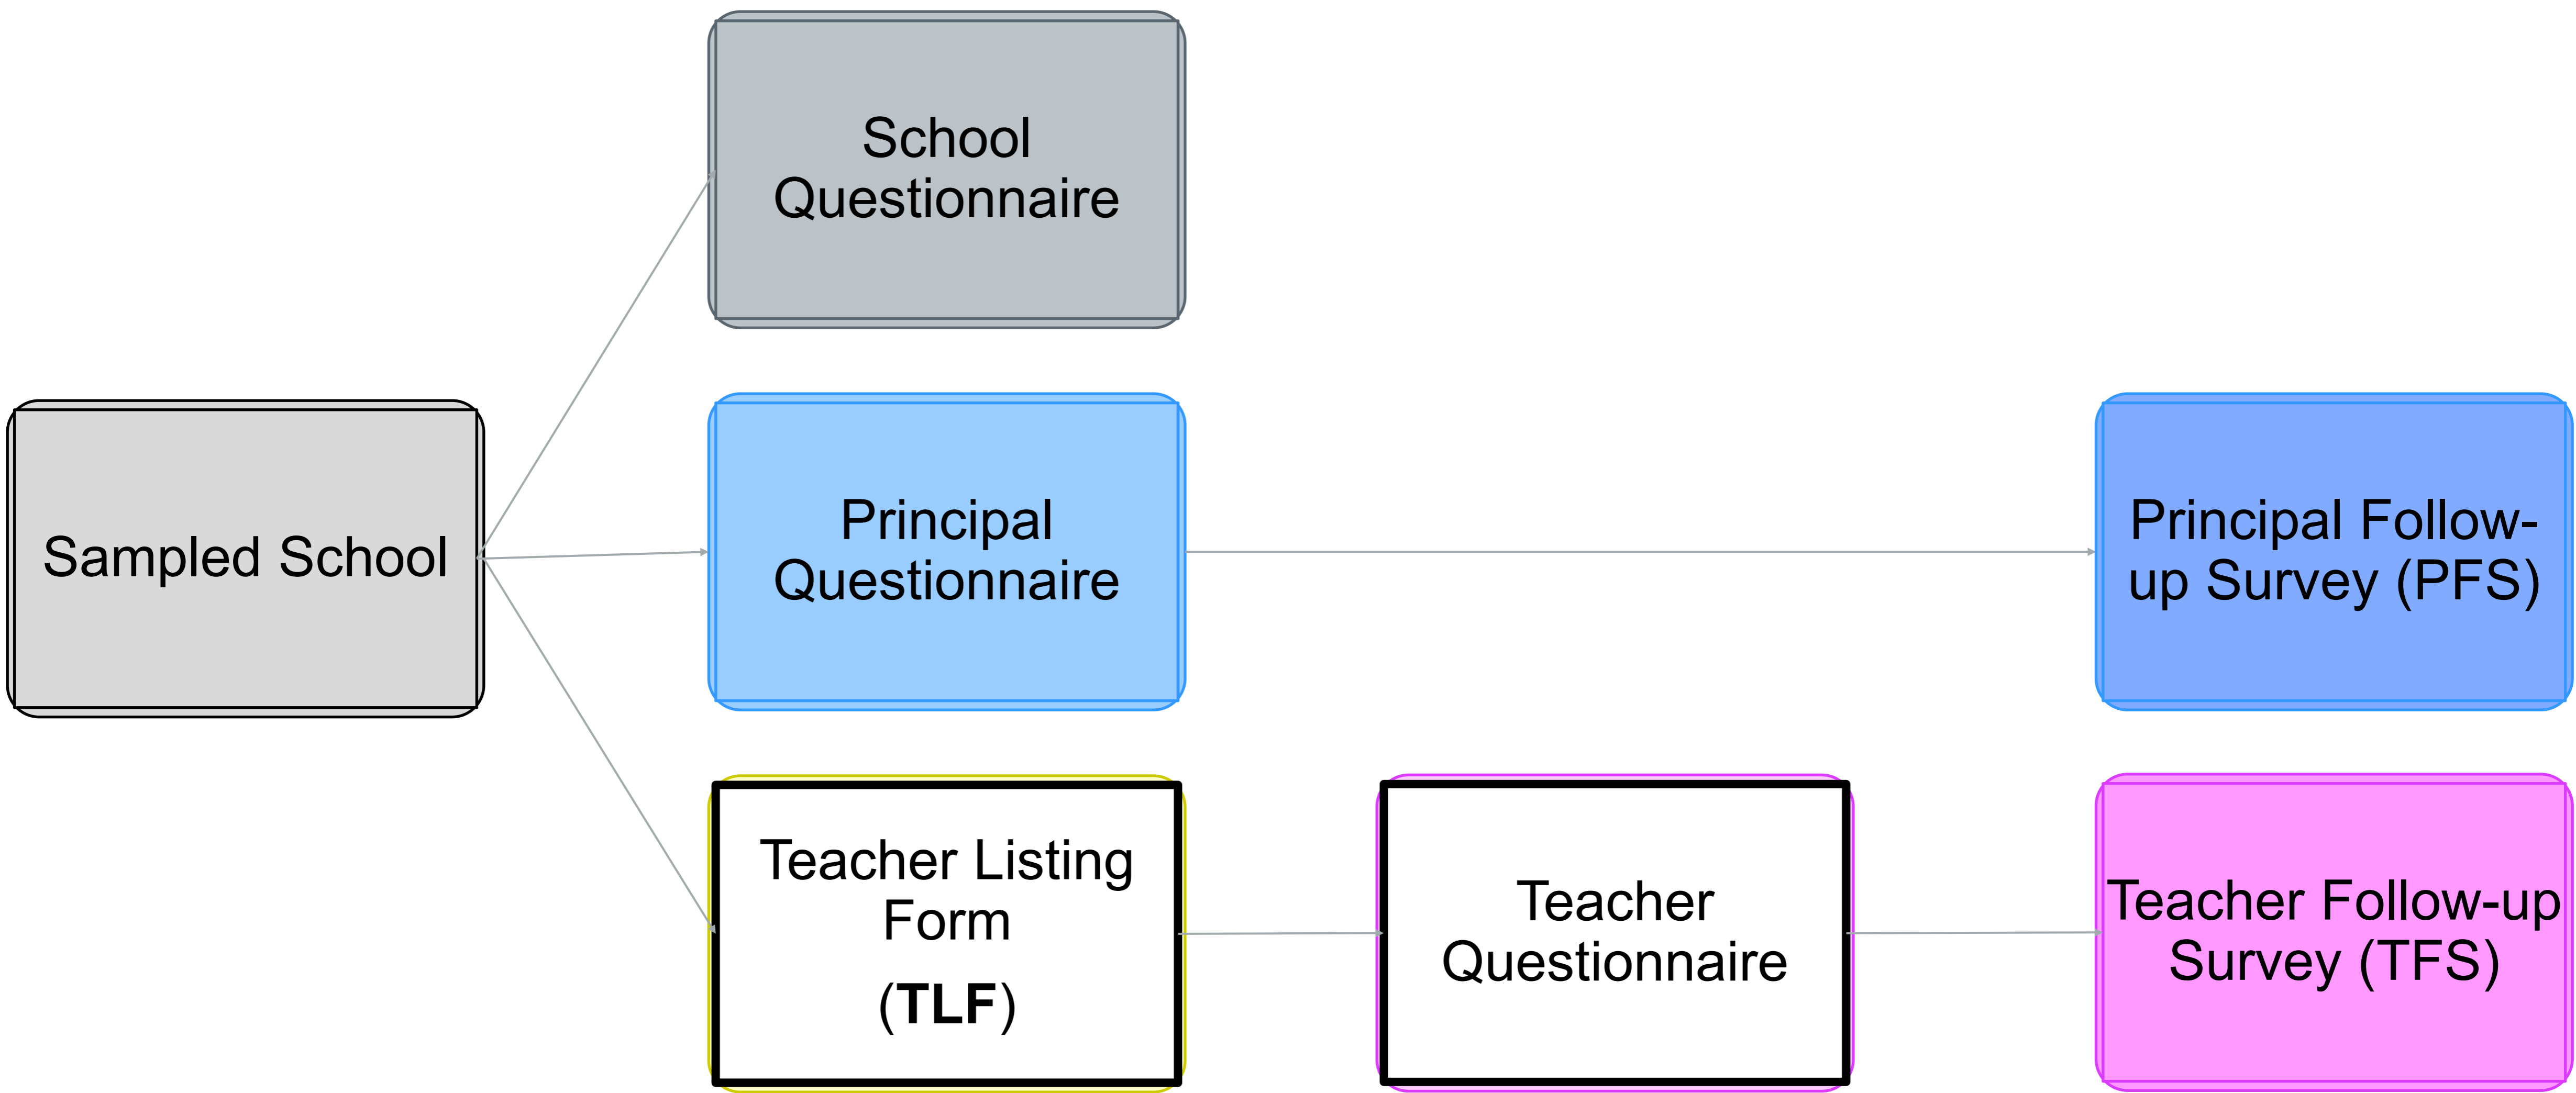 School
Questionnaire
Sampled School
Principal
Questionnaire
Principal Follow-
up Survey (PFS)
Teacher Listing
Form
(TLF)
Teacher
Questionnaire
Teacher Follow-up
Survey (TFS)